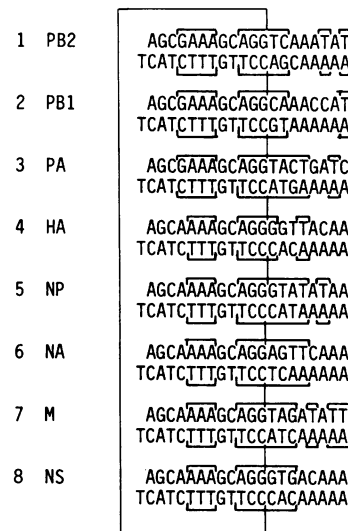 1 PB2 AGCGAAAGCAGGTCAAATAT
TCATCTTTGTTCCAGCAAAAA
2 PB1 AGCGAAAGCAGGCAAACCAT
TCATCTTTGTTCCGTAAAAAA
3 PA AGCGAAAGCAGGTACTGATC
TCATCTTTGTTCCATGAAAAA
4 HA AGCAAAAGCAGGGGTTACAA
TCATCTTTGTTCCCACAAAAA
5 NP AGCAAAAGCAGGGTATATAA
TCATCTTTGTTCCCATAAAAA
6 NA AGCAAAAGCAGGAGTTCAAA
TCATCTTTGTTCCTCAAAAAA
7 M AGCAAAAGCAGGTAGATATT
TCATCTTTGTTCCATCAAAAA
8 NS AGCAAAAGCAGGGTGACAAA
TCATCTTTGTTCCCACAAAAA